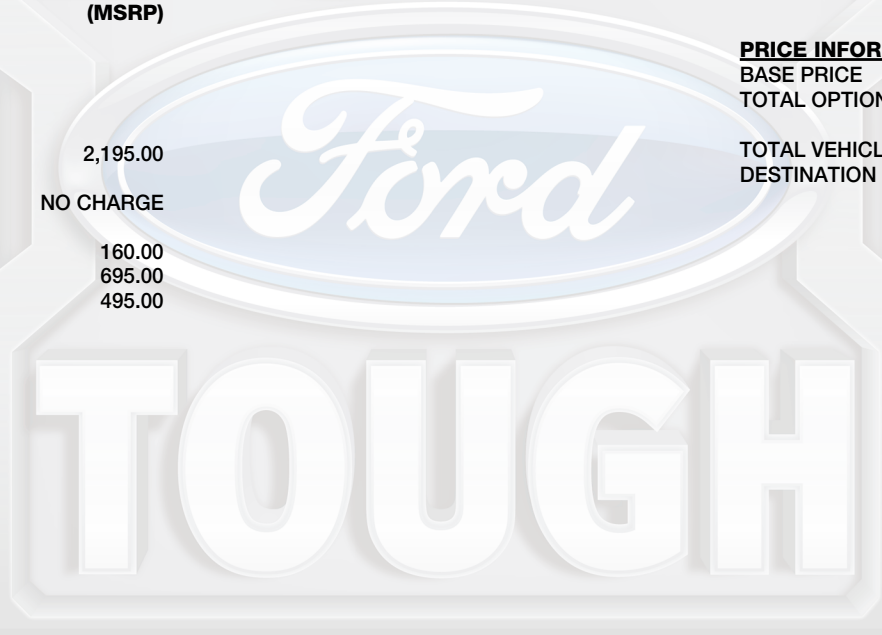 (MSRP)
2,195.00
NO CHARGE
160.00
695.00
495.00
PRICE INFOR
BASE PRICE
TOTAL OPTION
TOTAL VEHICL
DESTINATION
Ford
TOUGH